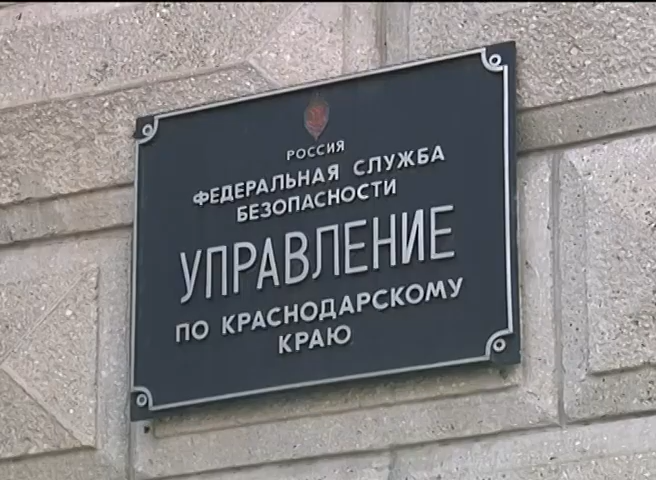 РОССИЯ
ФЕДЕРАЛЬНАЯ СЛУЖБА
БЕЗОПАСНОСТИ
УПРАВЛЕНИЕ
ПО КРАСНОДАРСКОМУ
КРАЮ